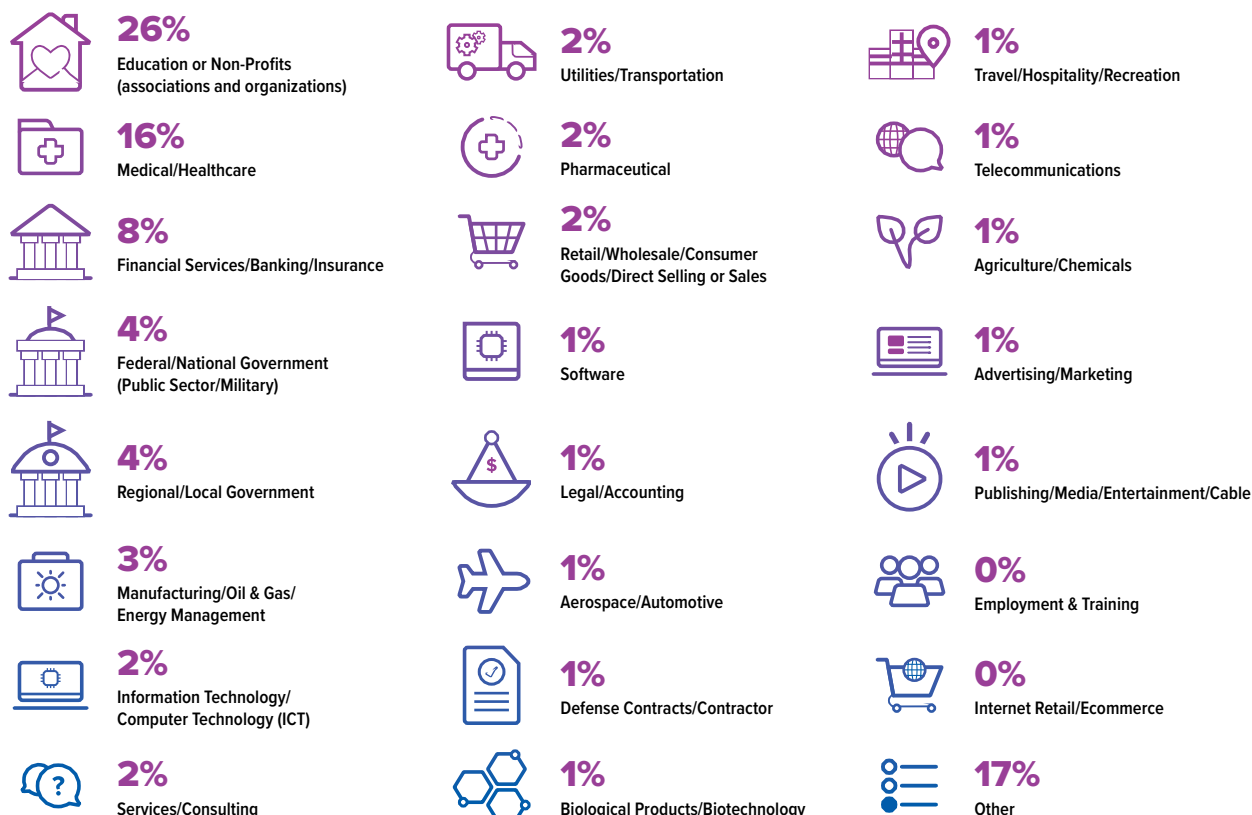 26%
Education or Non-Profits
(associations and organizations)
16%
Medical/Healthcare
8%
Financial Services/Banking/Insurance
4%
Federal/National Government
(Public Sector/Military)
4%
Regional/Local Government
3%
Manufacturing/Oil & Gas/
Energy Management
2%
Information Technology/
Computer Technology (ICT)
2%
Services/Consulting
2%
Utilities/Transportation
2%
Pharmaceutical
2%
Retail/Wholesale/Consumer
Goods/Direct Selling or Sales
1%
Software
$
1%
Legal/Accounting
1%
Aerospace/Automotive
1%
Defense Contracts/Contractor
1%
Biological Products/Biotechnology
1%
Travel/Hospitality/Recreation
1%
Telecommunications
1%
Agriculture/Chemicals
1%
Advertising/Marketing
1%
Publishing/Media/Entertainment/Cable
0%
Employment & Training
0%
Internet Retail/Ecommerce
17%
Other